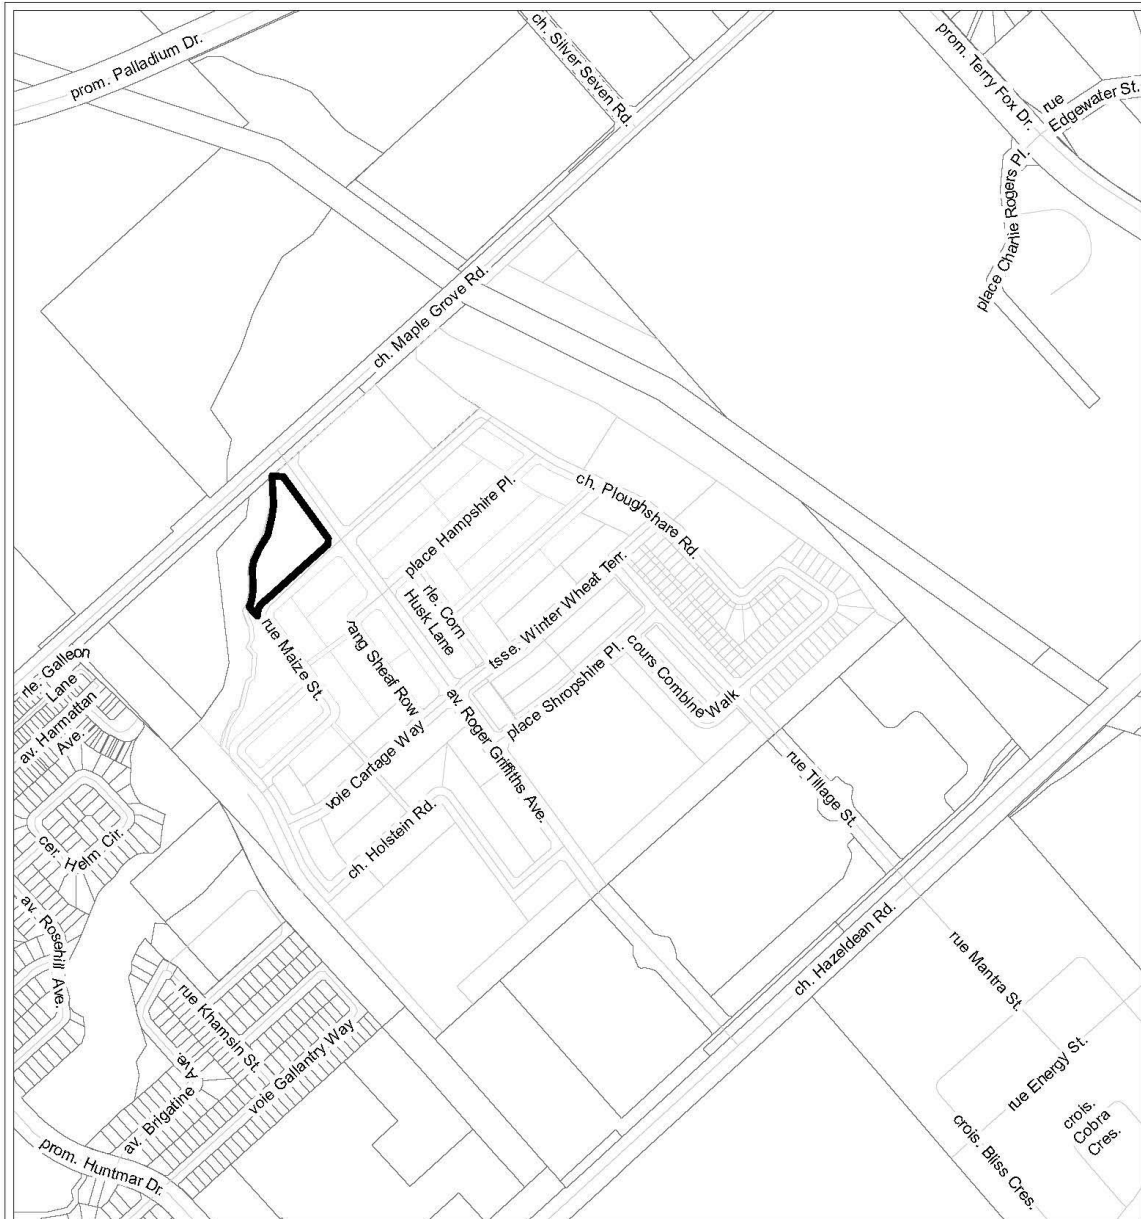 prom. Palladium Dr.
ch. Silver Seven Rd.
prom. Terry Fox Dr.
rue
Edgewater St.
place Charlie Rogers Pl.
ch. Maple Grove Rd.
place Hampshire Pl.
ch. Ploughshare Rd.
rle. Corn
Husk Lane
tsse. Winter Wheat Terr.
rue Maize St.
rang Sheaf Row
cours Combine
Walk
place Shropshire Pl.
rle. Galleon
Lane
av. Harmattan
Ave.
av. Roger Griffiths Ave.
voie Cartage Way
rue Tillage St.
ch. Holstein Rd.
cer. Helm Cir.
av. Rosehill Ave.
ch. Hazeldean Rd.
rue Mantra St.
rue Khamsin St.
voie Gallantry Way
av. Brigatine
Ave.
rue Energy St.
crois.
Cobra
Cres.
crois. Bliss Cres.
prom. Huntmar Dr.